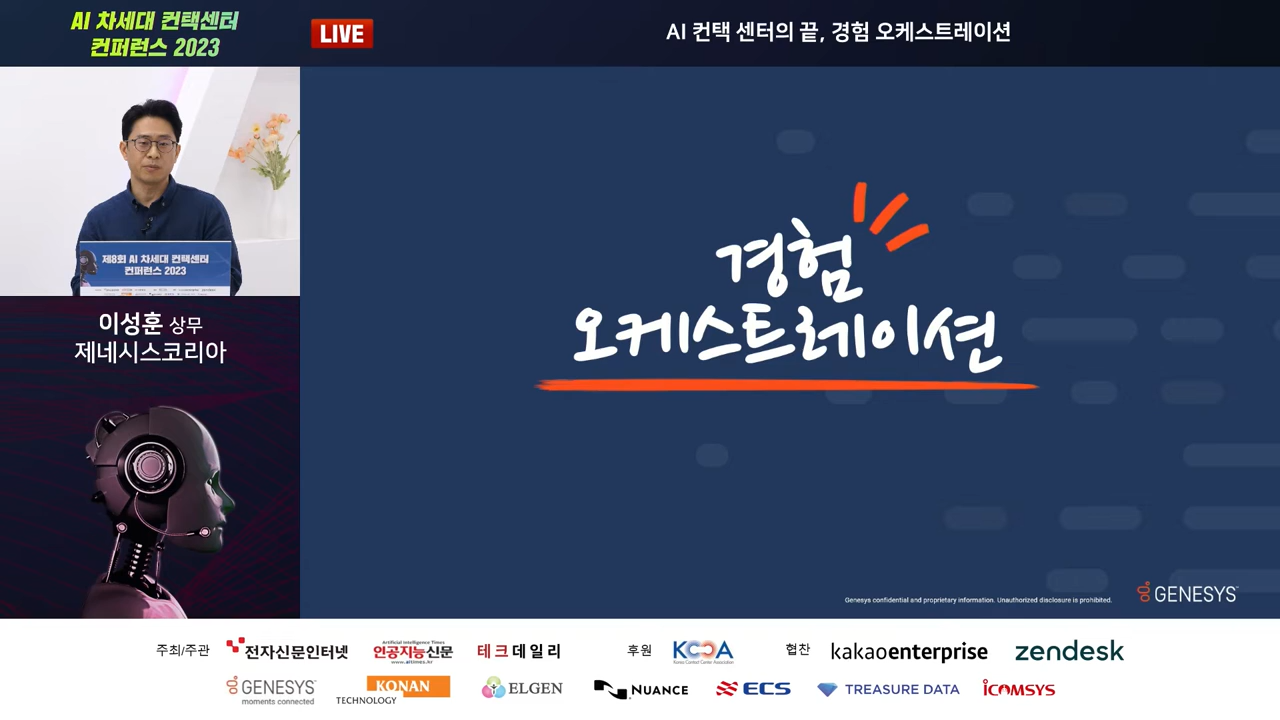 AI 차세대 컨택센터
컨퍼런스 2023
LIVE
AI 컨택 센터의 끝, 경험 오케스트레이션
제8회 AI 차세대 컨택센터
컨퍼런스 2023
이성훈 상무
제네시스코리아
경험
오케스트레이션
Genesys confidential and proprietary information. Unauthorized disclosure is prohibited.
GENESYS™
주최/주관
전자신문인터넷
Artificial Intelligence Times
인공지능신문
www.aitimes.kr
테크데일리
후원
KCCA
Korea Contact Center Association
협찬
kakaoenterprise
zendesk
GENESYS™
moments connected
KONAN
TECHNOLOGY
ELGEN
NUANCE
ECS
TREASURE DATA
iCOMSYS